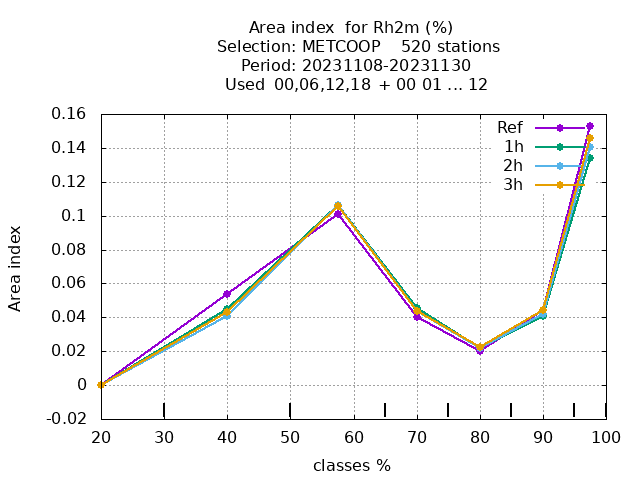 Area index  for Rh2m (%)
Selection: METCOOP    520 stations
Period: 20231108-20231130
Used  00,06,12,18 + 00 01 ... 12
0.16
0.14
0.12
0.1
0.08
0.06
0.04
0.02
0
-0.02
Area index
Ref
1h
2h
3h
20 30 40 50 60 70 80 90 100
classes %